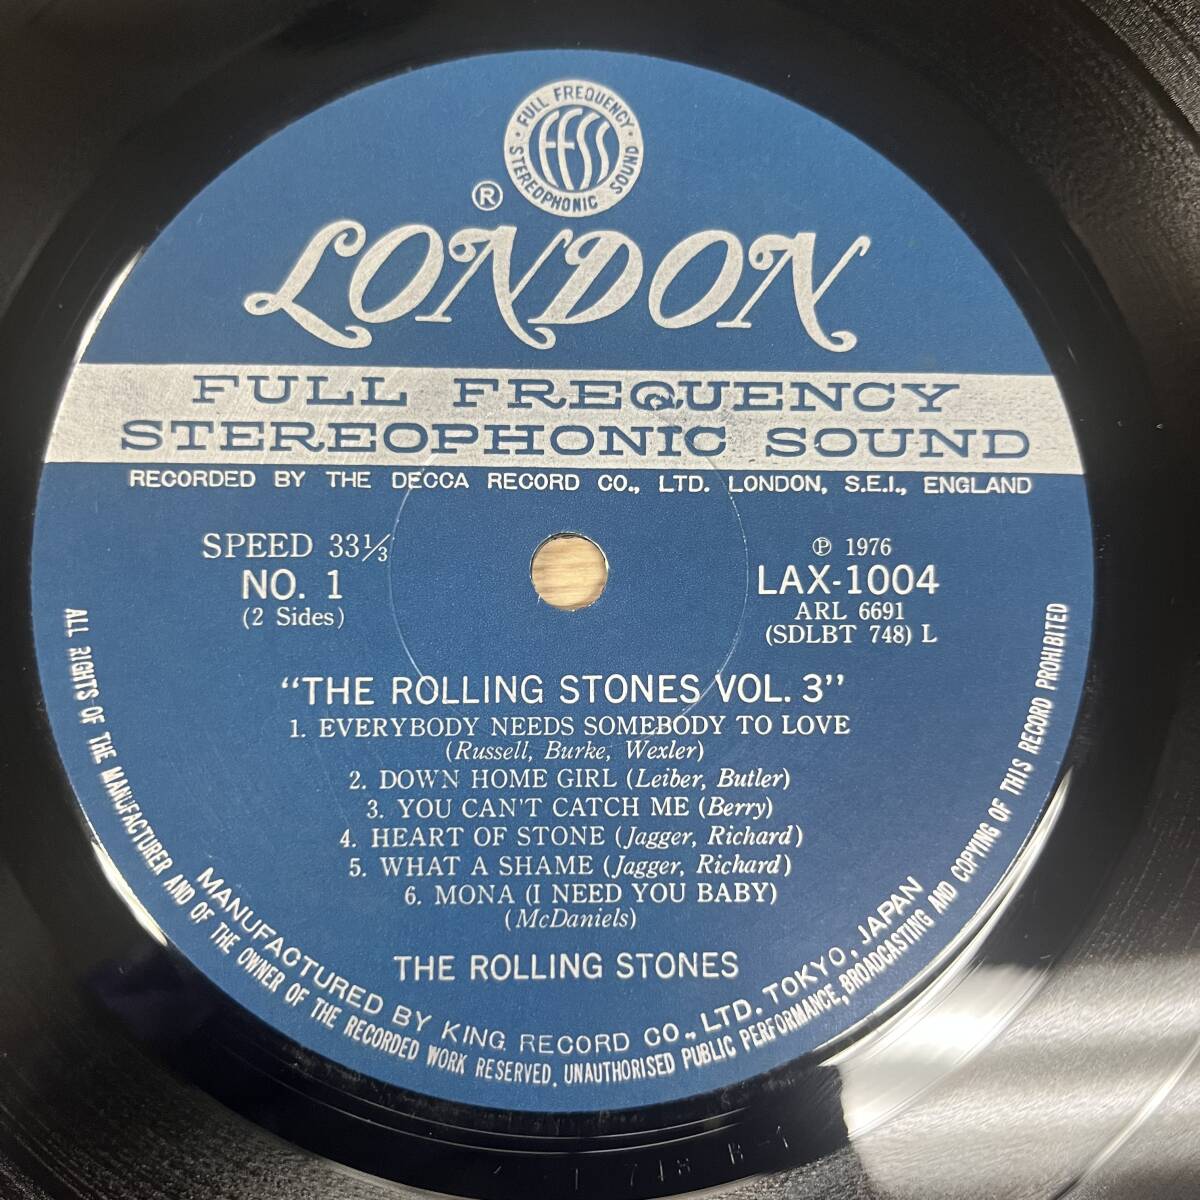 FULL FREQUENCY
FFSS
STEREOPHONIC SOUND
®
LONDON
FULL FREQUENCY
STEREOPHONIC SOUND
RECORDED BY THE DECCA RECORD CO., LTD. LONDON, S.E.I., ENGLAND
SPEED 33⅓
NO. 1
(2 Sides)
℗ 1976
LAX-1004
ARL 6691
(SDLBT 748) L
"THE ROLLING STONES VOL. 3"
1. EVERYBODY NEEDS SOMEBODY TO LOVE
(Russell, Burke, Wexler)
2. DOWN HOME GIRL (Leiber, Butler)
3. YOU CAN'T CATCH ME (Berry)
4. HEART OF STONE (Jagger, Richard)
5. WHAT A SHAME (Jagger, Richard)
6. MONA (I NEED YOU BABY)
(McDaniels)
THE ROLLING STONES
MANUFACTURED BY KING RECORD CO., LTD. TOKYO, JAPAN
ALL RIGHTS OF THE MANUFACTURER AND OF THE OWNER OF THE RECORDED WORK RESERVED. UNAUTHORISED PUBLIC PERFORMANCE, BROADCASTING AND COPYING OF THIS RECORD PROHIBITED